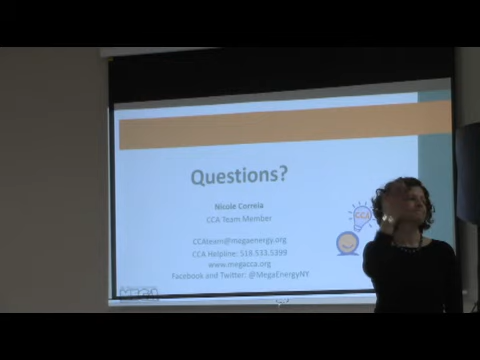 Questions?
Nicole Correia
CCA Team Member
CCAteam@megaenergy.org
CCA Helpline: 518.533.5399
www.megacca.org
Facebook and Twitter: @MegaEnergyNY
CCA
MEGA